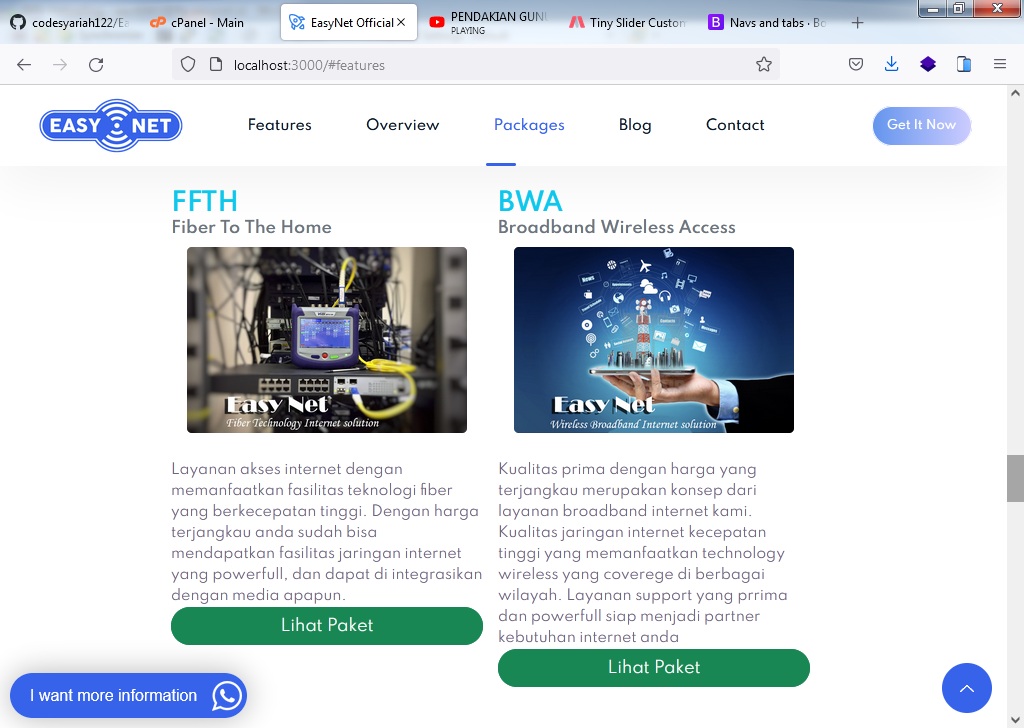 codesyariah122/Ea
cPanel - Main
EasyNet Official
PENDAKIAN GUNU
PLAYING
Tiny Slider Custom
Navs and tabs · Bo
localhost:3000/#features
EASY NET
Features
Overview
Packages
Blog
Contact
Get It Now
FFTH
Fiber To The Home
Easy Net
Fiber Technology Internet solution
Layanan akses internet dengan
memanfaatkan fasilitas teknologi fiber
yang berkecepatan tinggi. Dengan harga
terjangkau anda sudah bisa
mendapatkan fasilitas jaringan internet
yang powerfull, dan dapat di integrasikan
dengan media apapun.
Lihat Paket
BWA
Broadband Wireless Access
News
Contacts
Messages
Easy Net
Wireless Broadband Internet solution
Kualitas prima dengan harga yang
terjangkau merupakan konsep dari
layanan broadband internet kami.
Kualitas jaringan internet kecepatan
tinggi yang memanfaatkan technology
wireless yang coverege di berbagai
wilayah. Layanan support yang prrima
dan powerfull siap menjadi partner
kebutuhan internet anda
Lihat Paket
I want more information